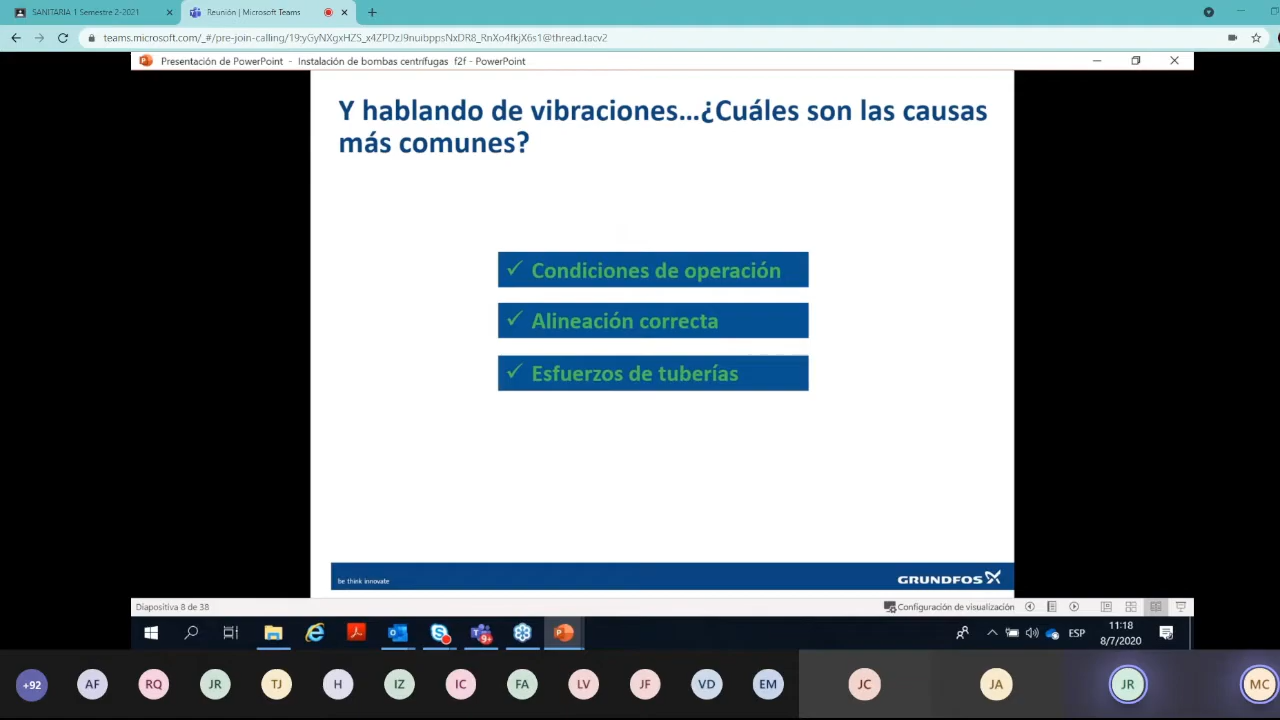 SANITARIA 1 Semestre 2-2021
Reunión | Microsoft Teams
teams.microsoft.com/_#/pre-join-calling/19:yGyNXgxHZS_x4ZPDzJ9nuibppsNxDR8_RnXo4fkjX6s1@thread.tacv2
Presentación de PowerPoint - Instalación de bombas centrífugas f2f - PowerPoint
Y hablando de vibraciones...¿Cuáles son las causas
más comunes?
✓ Condiciones de operación
✓ Alineación correcta
✓ Esfuerzos de tuberías
be think innovate
GRUNDFOS
Diapositiva 8 de 38
Configuración de visualización
9+
ESP
11:18
8/7/2020
+92 AF RQ JR TJ H IZ IC FA LV JF VD EM JC JA JR MC